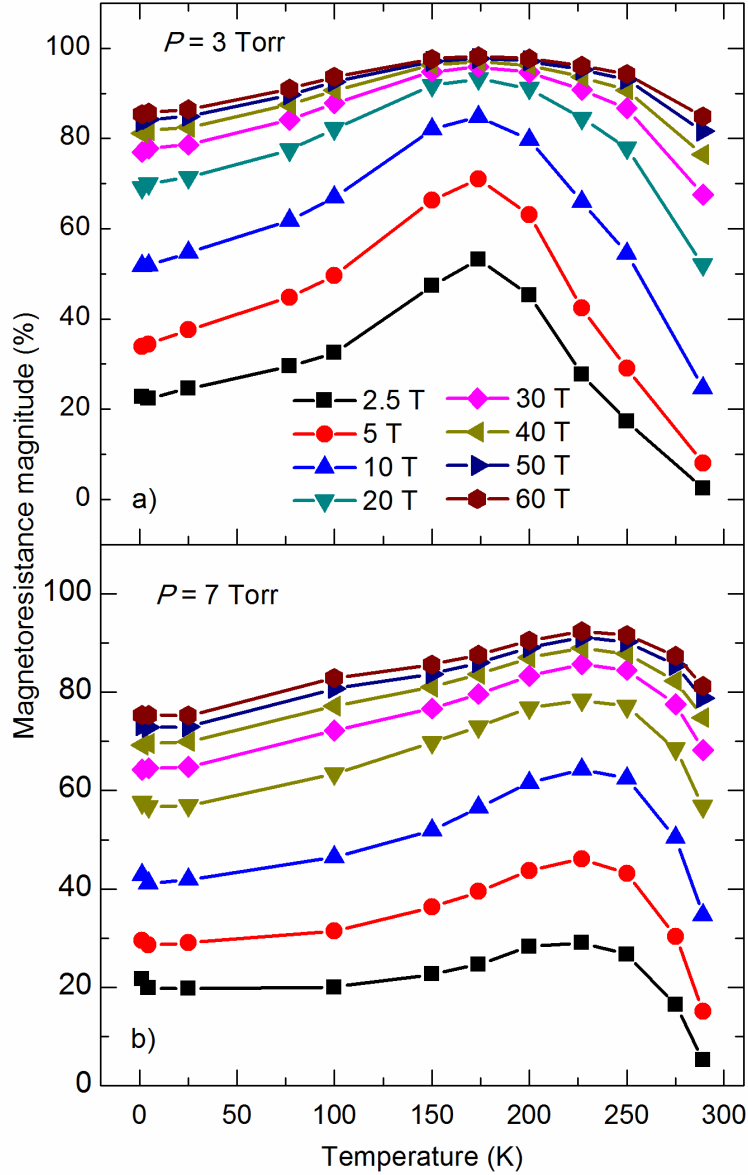 Magnetoresistance magnitude (%)
P = 3 Torr
100
80
60
40
20
0
2.5 T
5 T
10 T
20 T
30 T
40 T
50 T
60 T
a)
P = 7 Torr
100
80
60
40
20
0
b)
0 50 100 150 200 250 300
Temperature (K)